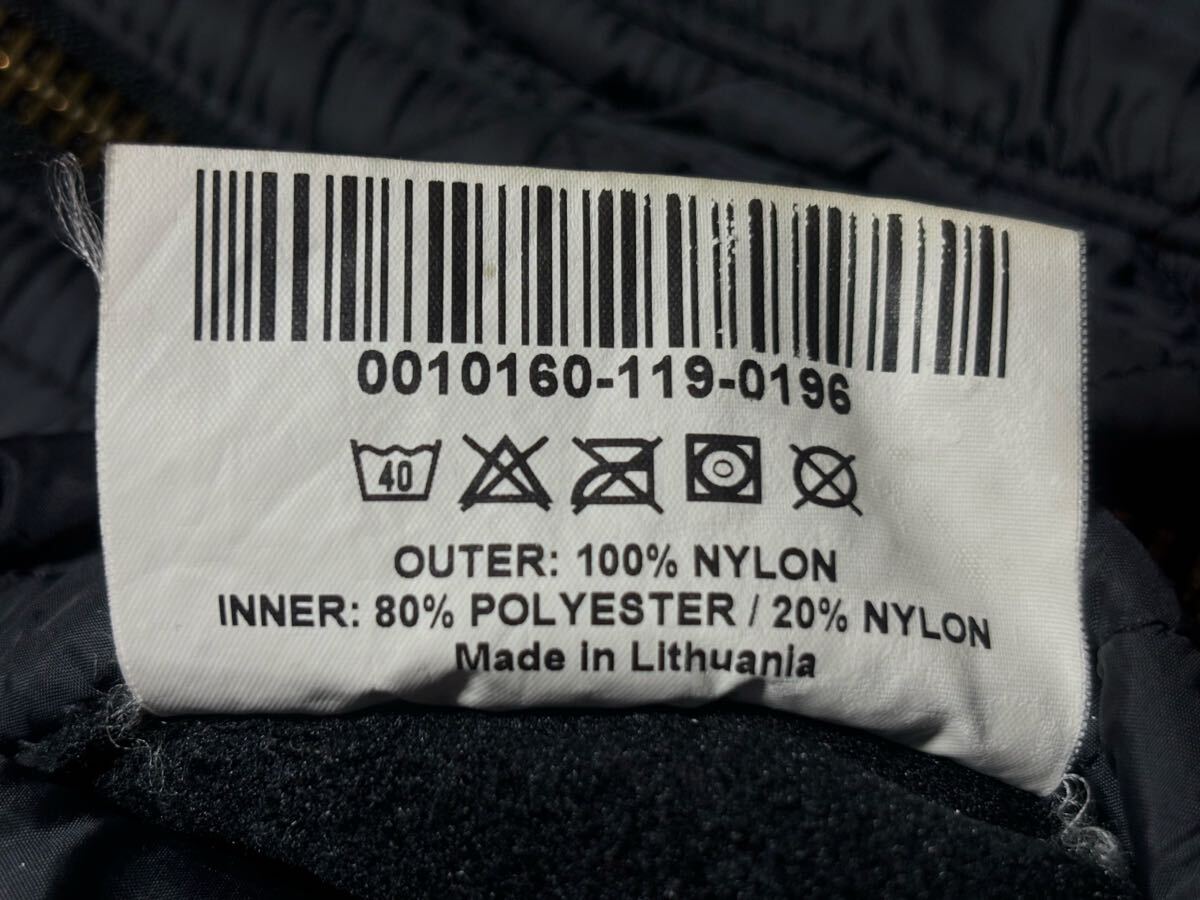 0010160-119-0196
40
OUTER: 100% NYLON
INNER: 80% POLYESTER / 20% NYLON
Made in Lithuania